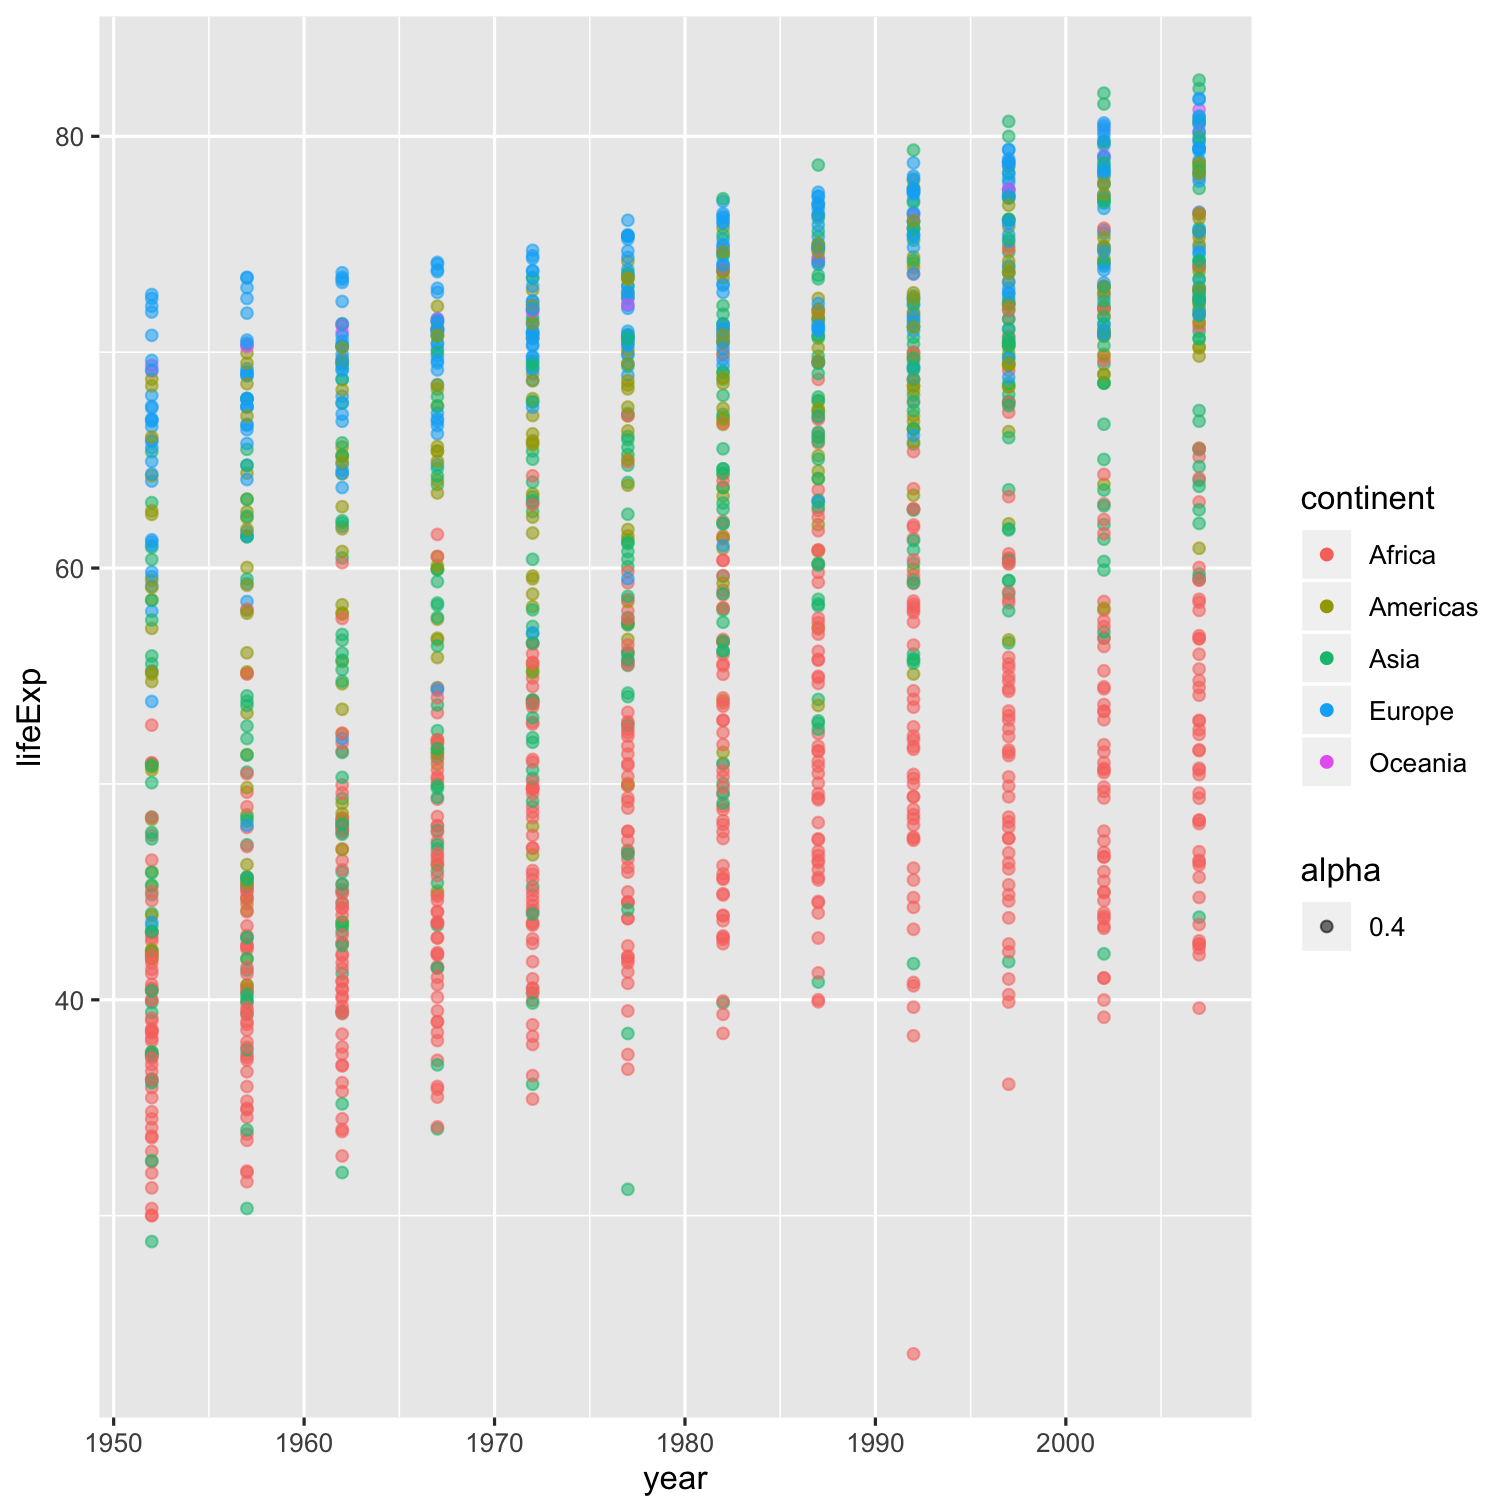 80
60
40
lifeExp
1950 1960 1970 1980 1990 2000
year
continent
Africa
Americas
Asia
Europe
Oceania
alpha
0.4